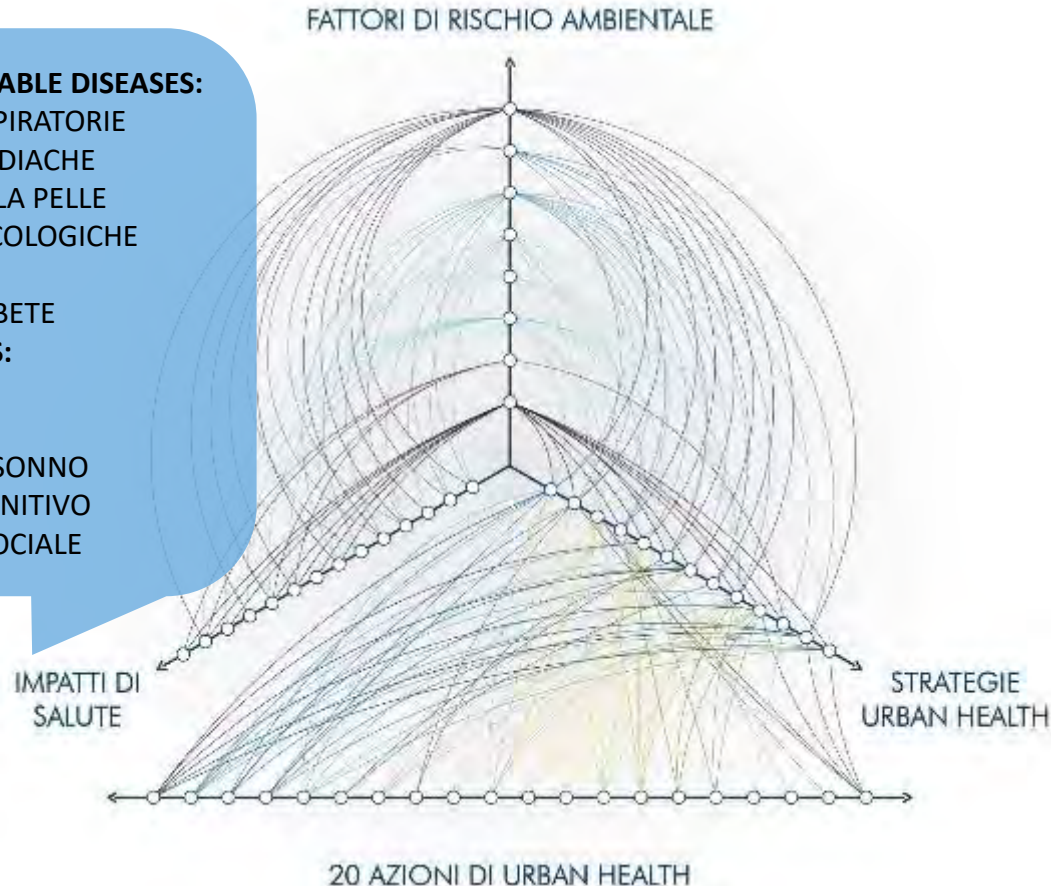 FATTORI DI RISCHIO AMBIENTALE
ABLE DISEASES:
PIRATORIE
DIACHE
LA PELLE
COLOGICHE
BETE
S:
SONNO
NITIVO
OCIALE
IMPATTI DI
SALUTE
STRATEGIE
URBAN HEALTH
20 AZIONI DI URBAN HEALTH